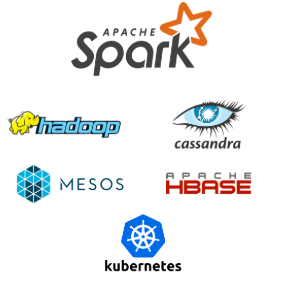 APACHE
Spark
hadoop
cassandra
MESOS
APACHE
HBASE
kubernetes